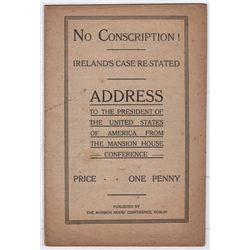 No Conscription!
IRELAND'S CASE RE-STATED
ADDRESS
TO THE PRESIDENT OF
THE UNITED STATES
OF AMERICA FROM
THE MANSION HOUSE
CONFERENCE
PRICE - - ONE PENNY
PUBLISHED BY
THE MANSION HOUSE CONFERENCE, DUBLIN